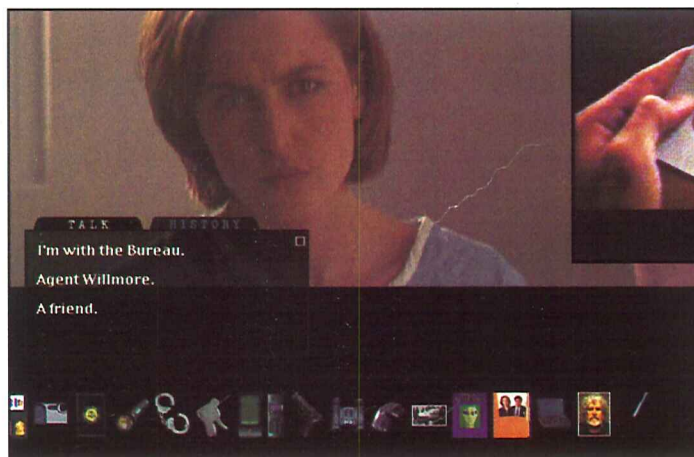 TALK HISTORY
I'm with the Bureau.
Agent Willmore.
A friend.